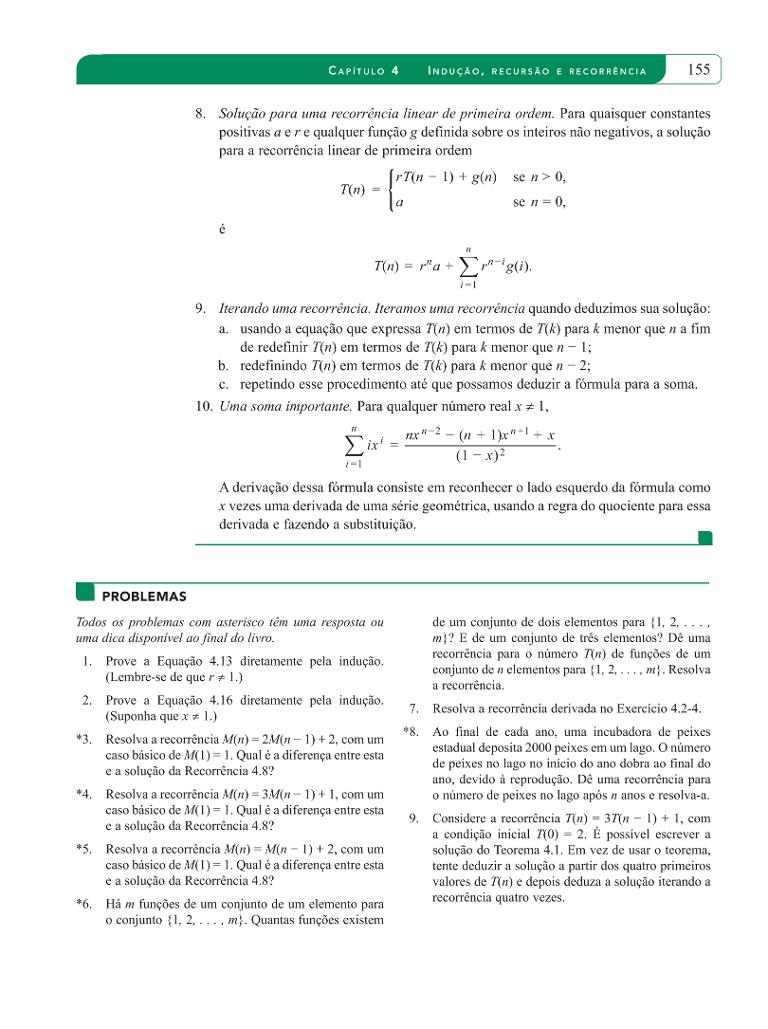 CAPÍTULO 4 INDUÇÃO, RECURSÃO E RECORRÊNCIA 155
8. Solução para uma recorrência linear de primeira ordem. Para quaisquer constantes
positivas a e r e qualquer função g definida sobre os inteiros não negativos, a solução
para a recorrência linear de primeira ordem
T(n) = { rT(n − 1) + g(n) se n > 0,
a se n = 0,
é
T(n) = rⁿa + ∑ⁿᵢ₌₁ rⁿ⁻ⁱg(i).
9. Iterando uma recorrência. Iteramos uma recorrência quando deduzimos sua solução:
a. usando a equação que expressa T(n) em termos de T(k) para k menor que n a fim
de redefinir T(n) em termos de T(k) para k menor que n − 1;
b. redefinindo T(n) em termos de T(k) para k menor que n − 2;
c. repetindo esse procedimento até que possamos deduzir a fórmula para a soma.
10. Uma soma importante. Para qualquer número real x ≠ 1,
∑ⁿᵢ₌₁ ixⁱ = (nxⁿ⁻² − (n + 1)xⁿ⁺¹ + x) / (1 − x)².
A derivação dessa fórmula consiste em reconhecer o lado esquerdo da fórmula como
x vezes uma derivada de uma série geométrica, usando a regra do quociente para essa
derivada e fazendo a substituição.
PROBLEMAS
Todos os problemas com asterisco têm uma resposta ou
uma dica disponível ao final do livro.
1. Prove a Equação 4.13 diretamente pela indução.
(Lembre-se de que r ≠ 1.)
2. Prove a Equação 4.16 diretamente pela indução.
(Suponha que x ≠ 1.)
*3. Resolva a recorrência M(n) = 2M(n − 1) + 2, com um
caso básico de M(1) = 1. Qual é a diferença entre esta
e a solução da Recorrência 4.8?
*4. Resolva a recorrência M(n) = 3M(n − 1) + 1, com um
caso básico de M(1) = 1. Qual é a diferença entre esta
e a solução da Recorrência 4.8?
*5. Resolva a recorrência M(n) = M(n − 1) + 2, com um
caso básico de M(1) = 1. Qual é a diferença entre esta
e a solução da Recorrência 4.8?
*6. Há m funções de um conjunto de um elemento para
o conjunto {1, 2, . . . , m}. Quantas funções existem
de um conjunto de dois elementos para {1, 2, . . . ,
m}? E de um conjunto de três elementos? Dê uma
recorrência para o número T(n) de funções de um
conjunto de n elementos para {1, 2, . . . , m}. Resolva
a recorrência.
7. Resolva a recorrência derivada no Exercício 4.2-4.
*8. Ao final de cada ano, uma incubadora de peixes
estadual deposita 2000 peixes em um lago. O número
de peixes no lago no início do ano dobra ao final do
ano, devido à reprodução. Dê uma recorrência para
o número de peixes no lago após n anos e resolva-a.
9. Considere a recorrência T(n) = 3T(n − 1) + 1, com
a condição inicial T(0) = 2. É possível escrever a
solução do Teorema 4.1. Em vez de usar o teorema,
tente deduzir a solução a partir dos quatro primeiros
valores de T(n) e depois deduza a solução iterando a
recorrência quatro vezes.